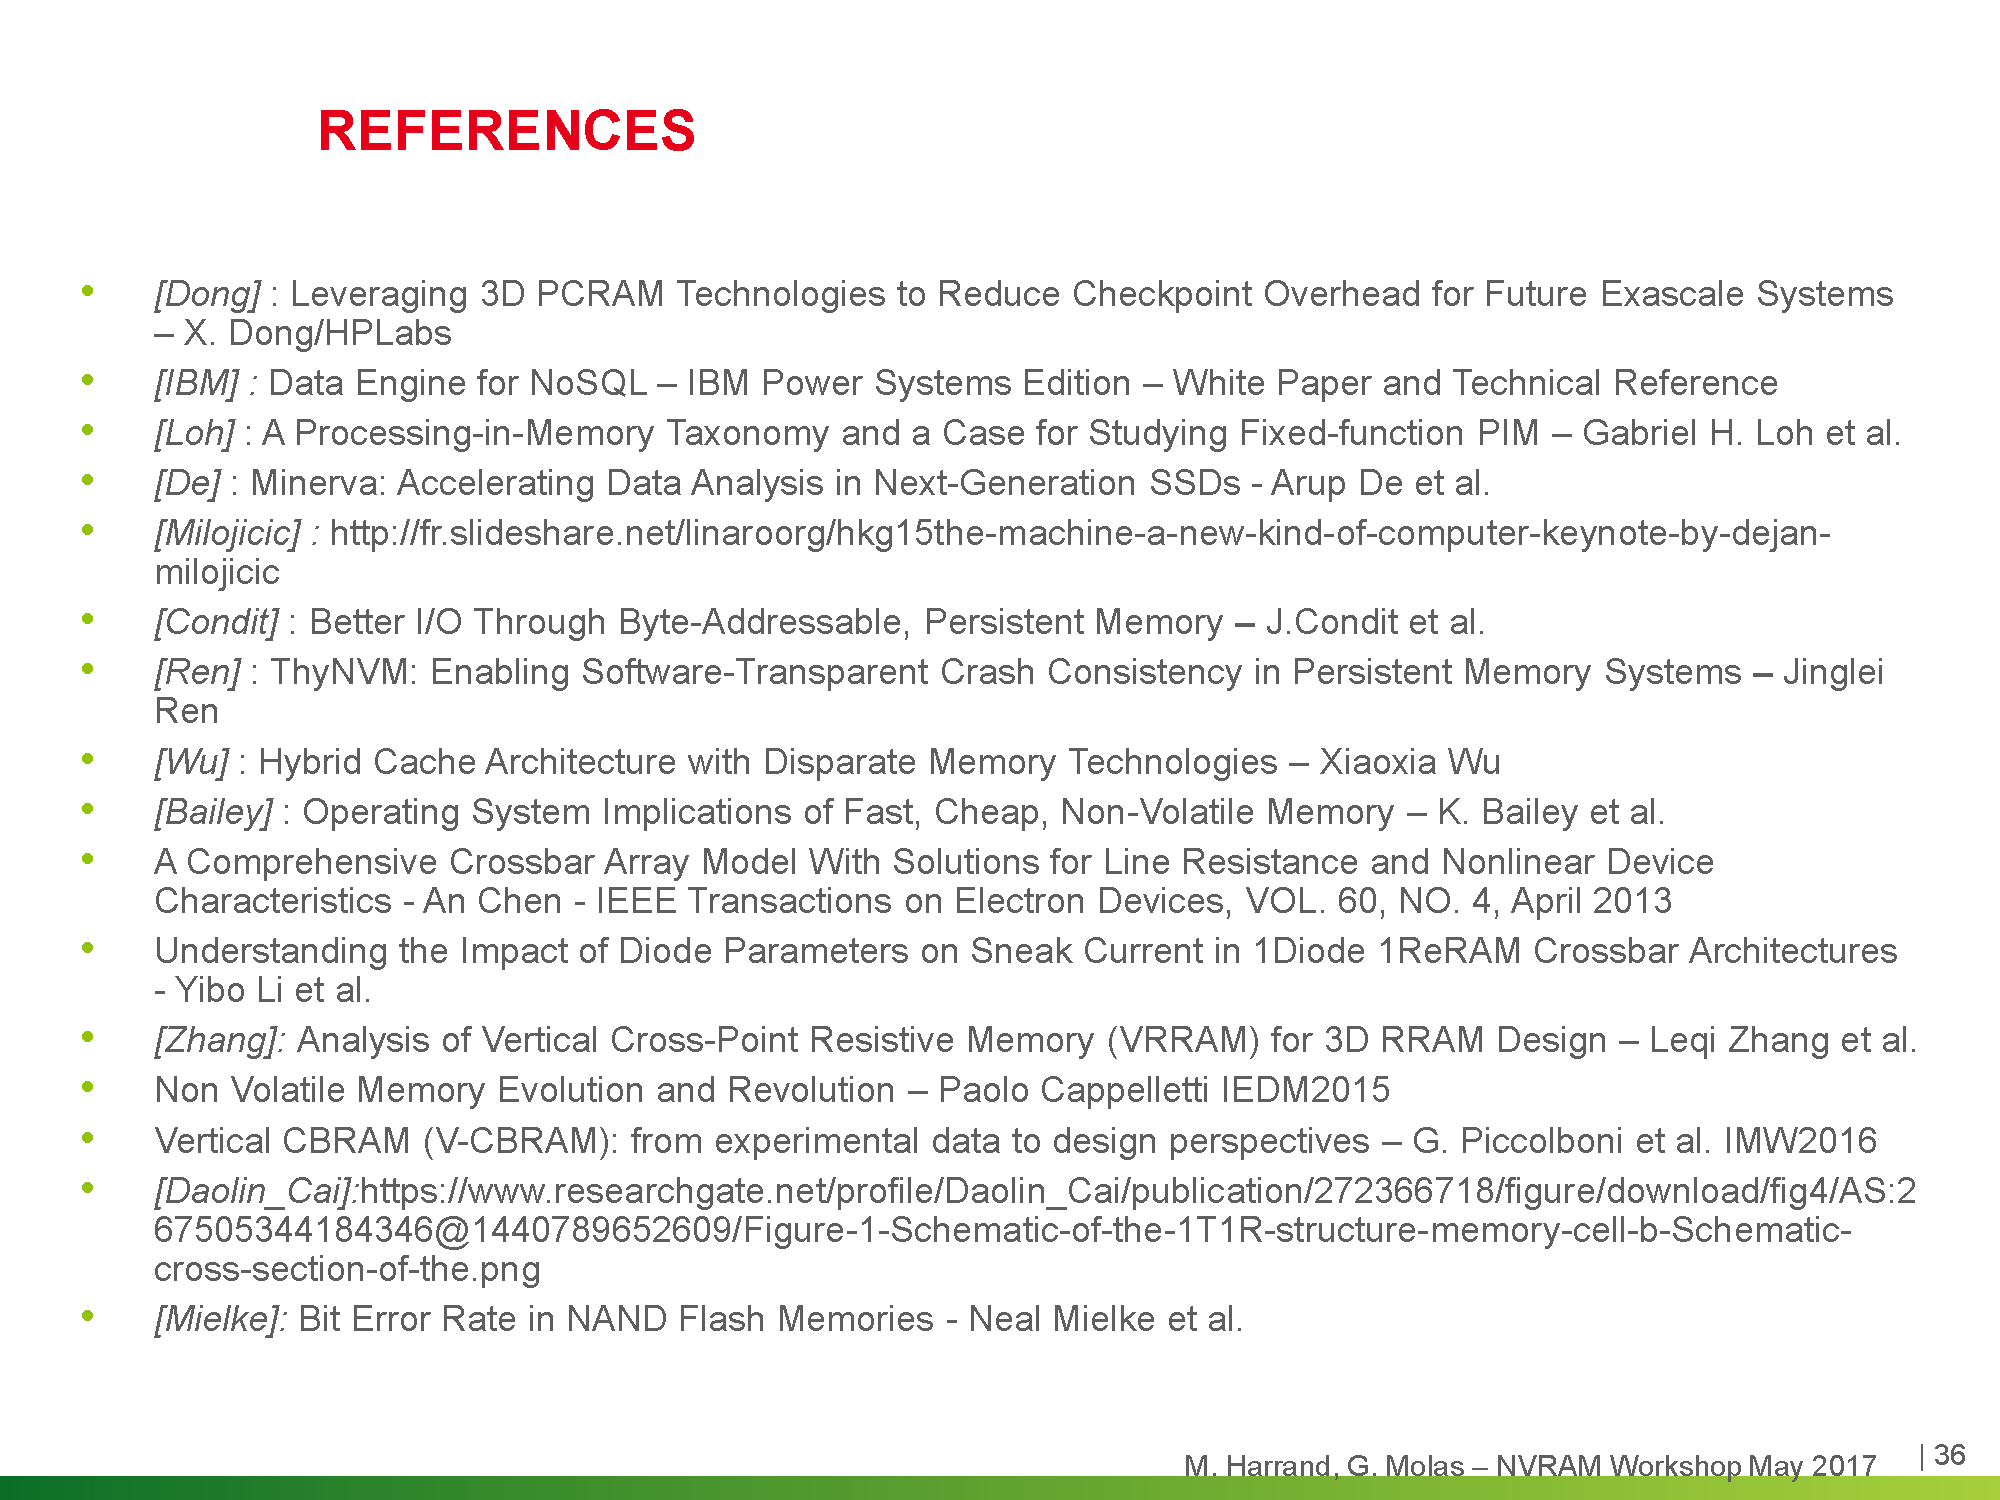 REFERENCES
• [Dong] : Leveraging 3D PCRAM Technologies to Reduce Checkpoint Overhead for Future Exascale Systems
– X. Dong/HPLabs
• [IBM] : Data Engine for NoSQL – IBM Power Systems Edition – White Paper and Technical Reference
• [Loh] : A Processing-in-Memory Taxonomy and a Case for Studying Fixed-function PIM – Gabriel H. Loh et al.
• [De] : Minerva: Accelerating Data Analysis in Next-Generation SSDs - Arup De et al.
• [Milojicic] : http://fr.slideshare.net/linaroorg/hkg15the-machine-a-new-kind-of-computer-keynote-by-dejan-
milojicic
• [Condit] : Better I/O Through Byte-Addressable, Persistent Memory – J.Condit et al.
• [Ren] : ThyNVM: Enabling Software-Transparent Crash Consistency in Persistent Memory Systems – Jinglei
Ren
• [Wu] : Hybrid Cache Architecture with Disparate Memory Technologies – Xiaoxia Wu
• [Bailey] : Operating System Implications of Fast, Cheap, Non-Volatile Memory – K. Bailey et al.
• A Comprehensive Crossbar Array Model With Solutions for Line Resistance and Nonlinear Device
Characteristics - An Chen - IEEE Transactions on Electron Devices, VOL. 60, NO. 4, April 2013
• Understanding the Impact of Diode Parameters on Sneak Current in 1Diode 1ReRAM Crossbar Architectures
- Yibo Li et al.
• [Zhang]: Analysis of Vertical Cross-Point Resistive Memory (VRRAM) for 3D RRAM Design – Leqi Zhang et al.
• Non Volatile Memory Evolution and Revolution – Paolo Cappelletti IEDM2015
• Vertical CBRAM (V-CBRAM): from experimental data to design perspectives – G. Piccolboni et al. IMW2016
• [Daolin_Cai]:https://www.researchgate.net/profile/Daolin_Cai/publication/272366718/figure/download/fig4/AS:2
67505344184346@1440789652609/Figure-1-Schematic-of-the-1T1R-structure-memory-cell-b-Schematic-
cross-section-of-the.png
• [Mielke]: Bit Error Rate in NAND Flash Memories - Neal Mielke et al.
M. Harrand, G. Molas – NVRAM Workshop May 2017
| 36